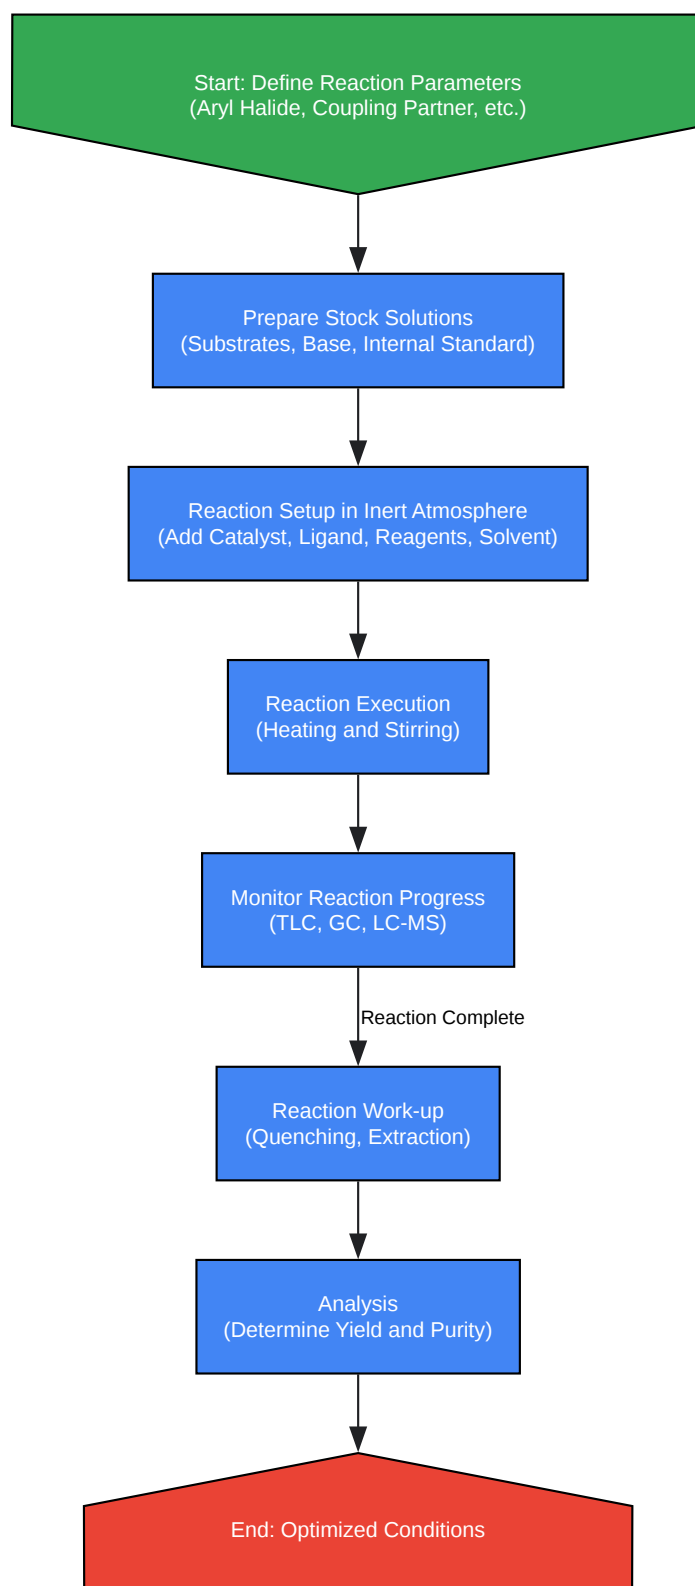 Start: Define Reaction Parameters
(Aryl Halide, Coupling Partner, etc.)
Prepare Stock Solutions
(Substrates, Base, Internal Standard)
Reaction Setup in Inert Atmosphere
(Add Catalyst, Ligand, Reagents, Solvent)
Reaction Execution
(Heating and Stirring)
Monitor Reaction Progress
(TLC, GC, LC-MS)
Reaction Complete
Reaction Work-up
(Quenching, Extraction)
Analysis
(Determine Yield and Purity)
End: Optimized Conditions